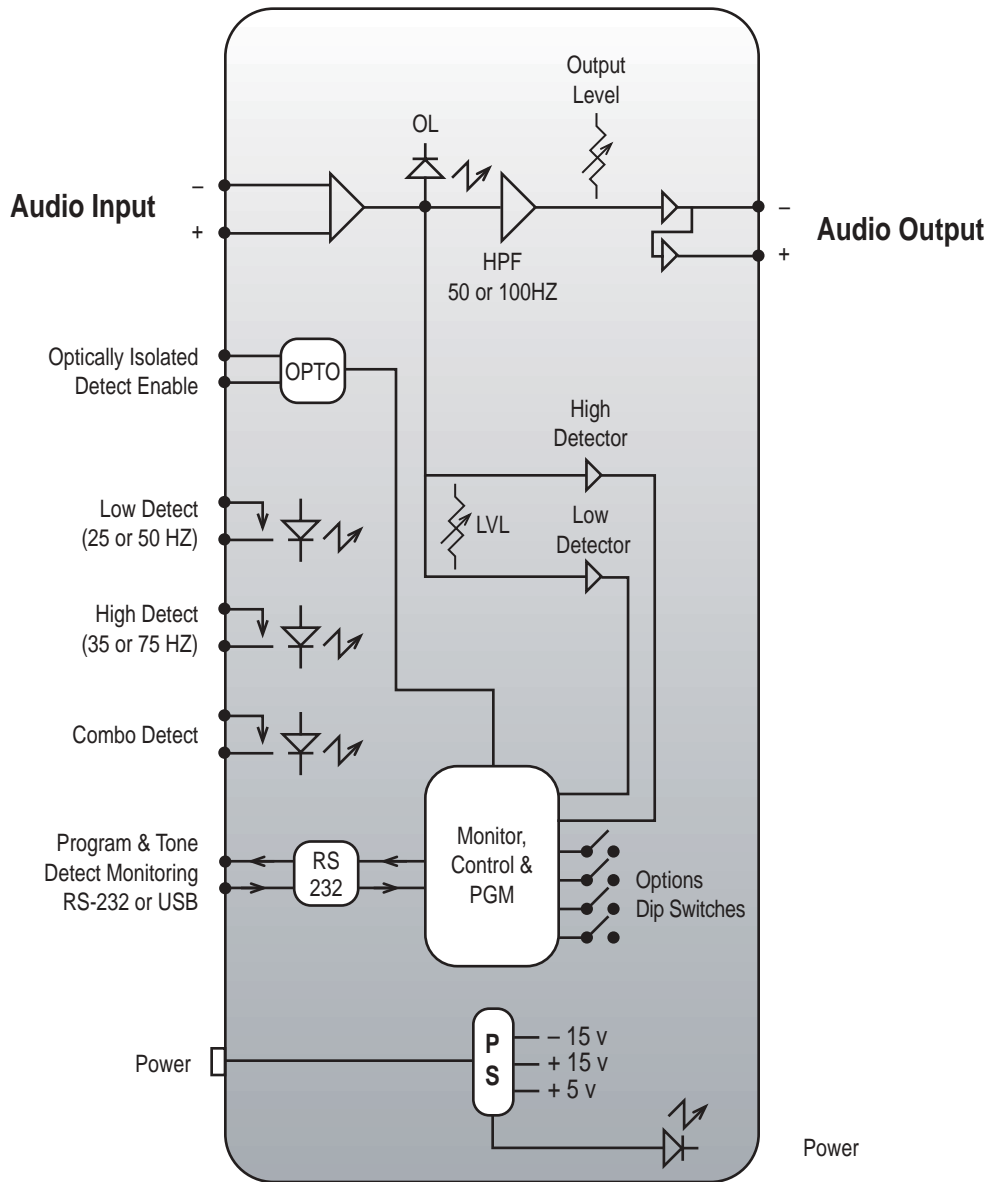 Output
Level
OL
Audio Input
–
+
HPF
50 or 100HZ
–
+
Audio Output
Optically Isolated
Detect Enable
OPTO
High
Detector
Low Detect
(25 or 50 HZ)
LVL
Low
Detector
High Detect
(35 or 75 HZ)
Combo Detect
Program & Tone
Detect Monitoring
RS-232 or USB
RS
232
Monitor,
Control &
PGM
Options
Dip Switches
Power
P
S
– 15 v
+ 15 v
+ 5 v
Power